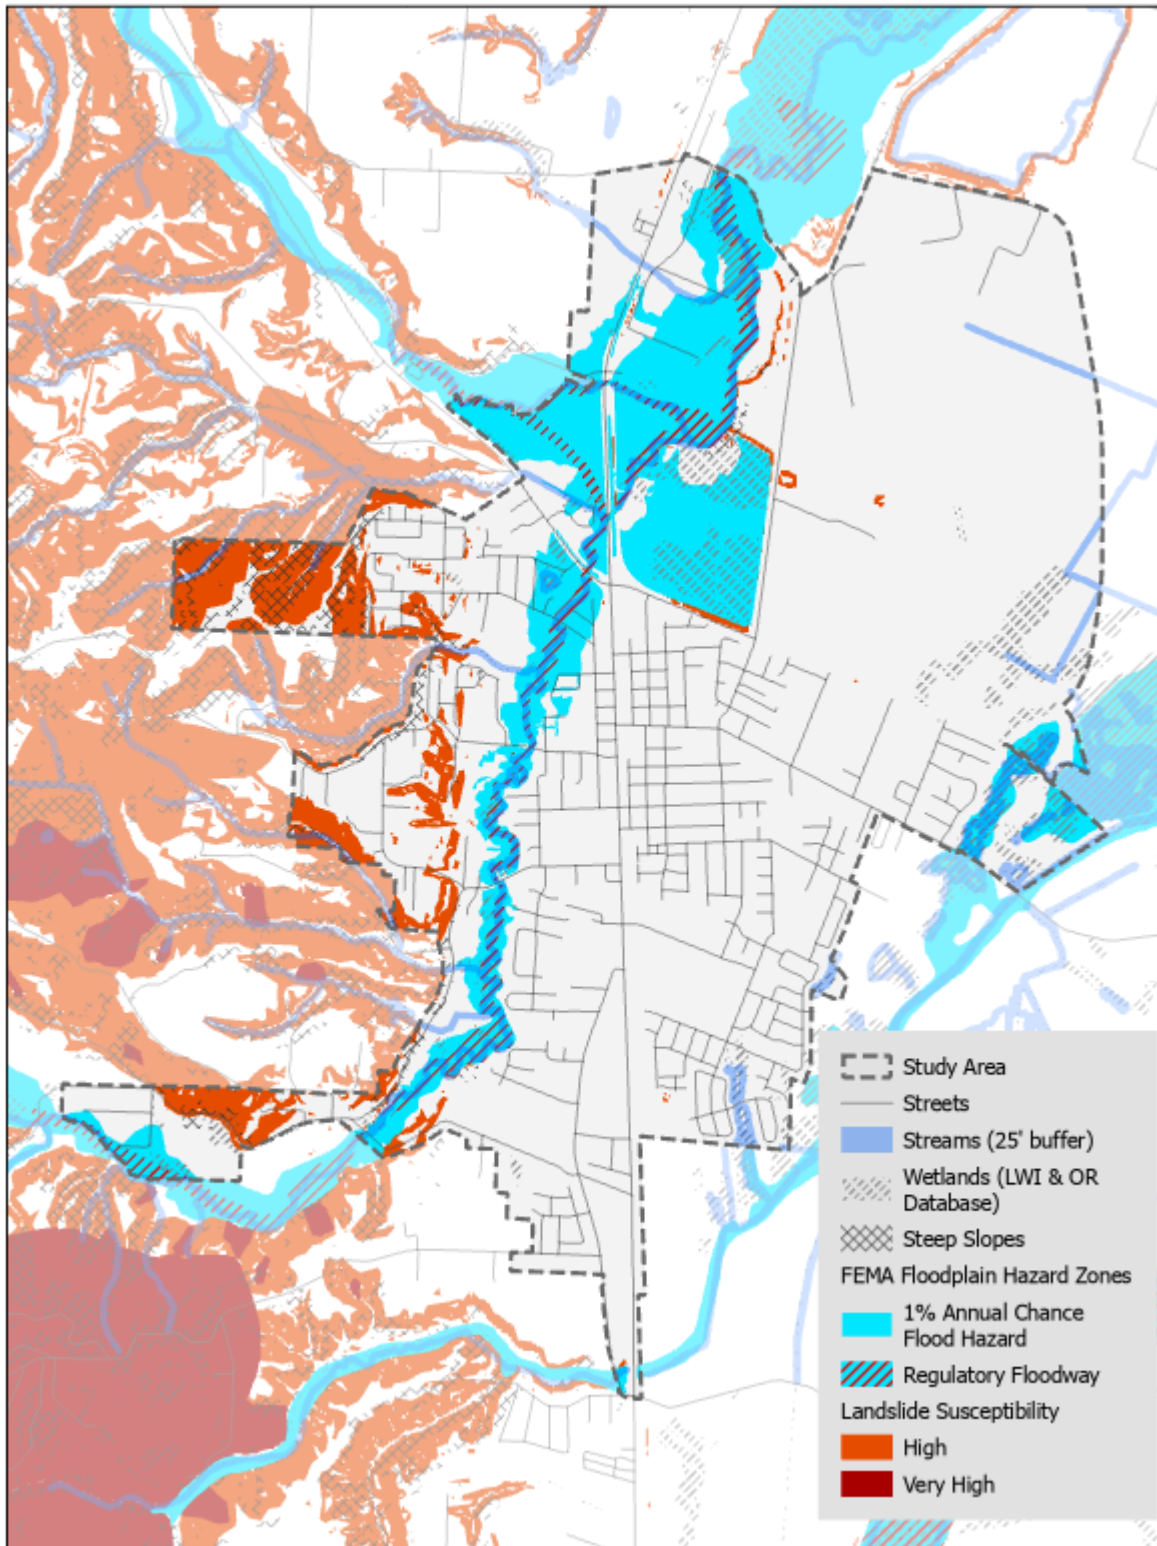 Study Area
Streets
Streams (25' buffer)
Wetlands (LWI & OR
Database)
Steep Slopes
FEMA Floodplain Hazard Zones
1% Annual Chance
Flood Hazard
Regulatory Floodway
Landslide Susceptibility
High
Very High